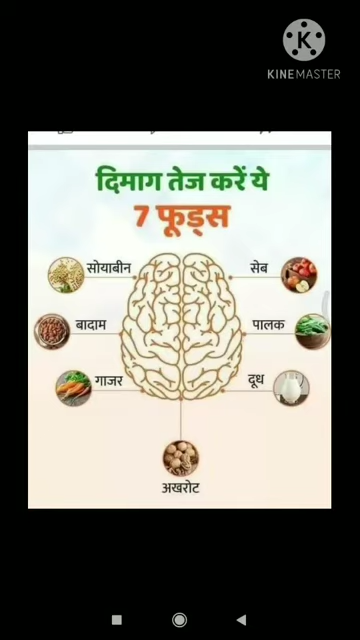 KINEMASTER
दिमाग तेज करें ये
7 फूड्स
सोयाबीन
सेब
बादाम
पालक
गाजर
दूध
अखरोट